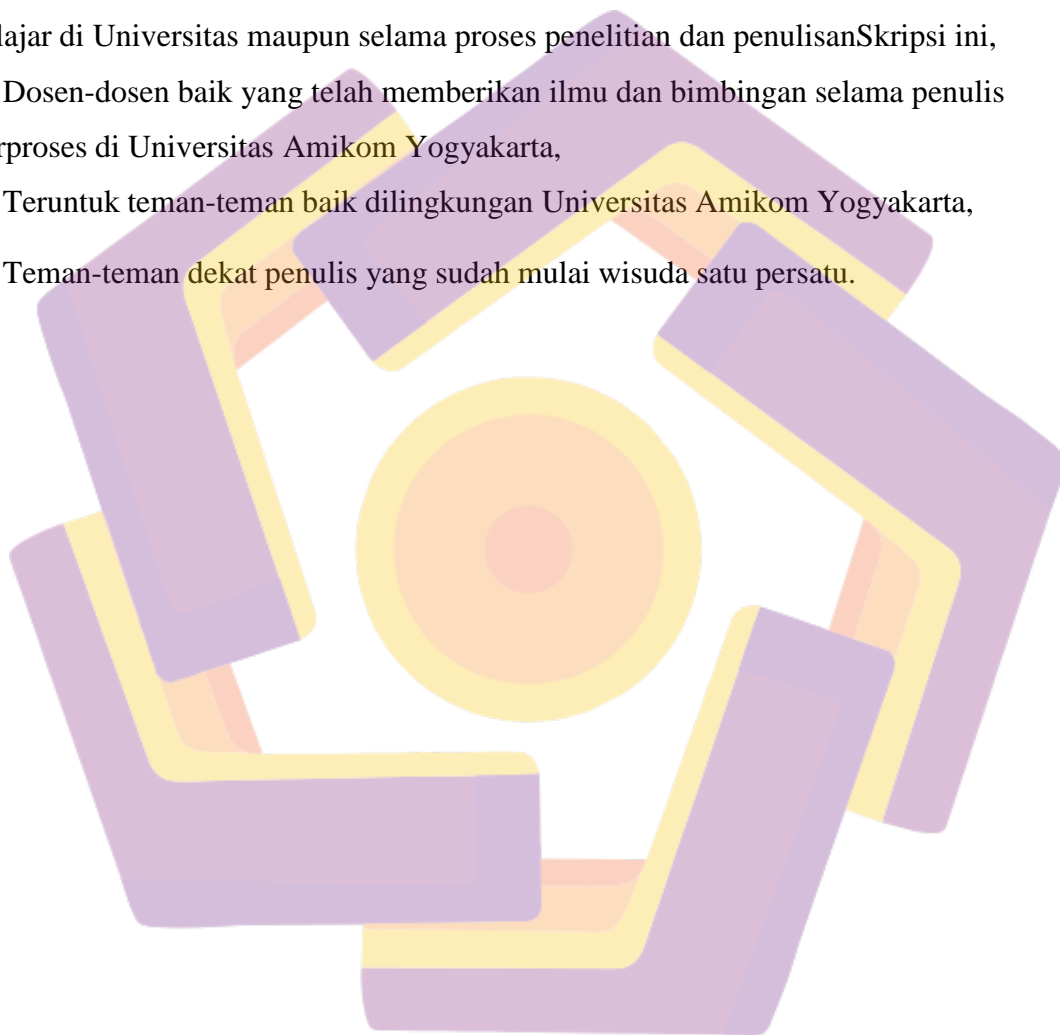 lajar di Universitas maupun selama proses penelitian dan penulisanSkripsi ini,
Dosen-dosen baik yang telah memberikan ilmu dan bimbingan selama penulis
rproses di Universitas Amikom Yogyakarta,
Teruntuk teman-teman baik dilingkungan Universitas Amikom Yogyakarta,
Teman-teman dekat penulis yang sudah mulai wisuda satu persatu.